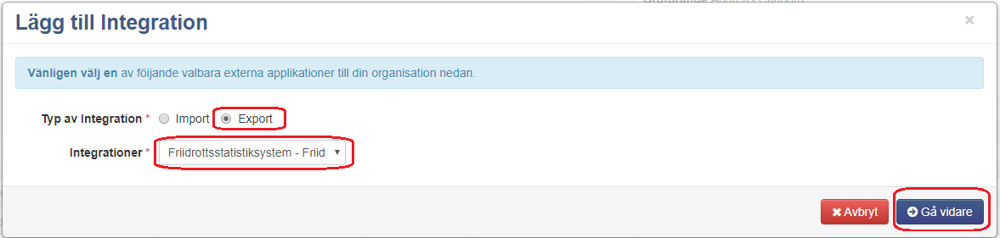 Lägg till Integration
×
Vänligen välj en av följande valbara externa applikationer till din organisation nedan.
Typ av Integration * Import Export
Integrationer * Friidrottsstatistiksystem - Friid
Avbryt Gå vidare